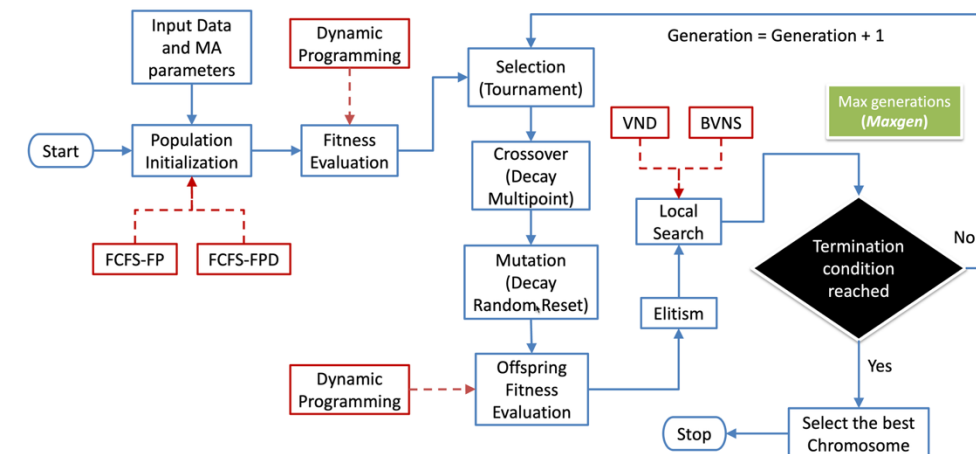 Input Data
and MA
parameters
Dynamic
Programming
Generation = Generation + 1
Selection
(Tournament)
Max generations
(Maxgen)
VND
BVNS
Start
Population
Initialization
Fitness
Evaluation
Crossover
(Decay
Multipoint)
Local
Search
FCFS-FP
FCFS-FPD
Mutation
(Decay
Random Reset)
Elitism
Termination
condition
reached
No
Yes
Dynamic
Programming
Offspring
Fitness
Evaluation
Stop
Select the best
Chromosome